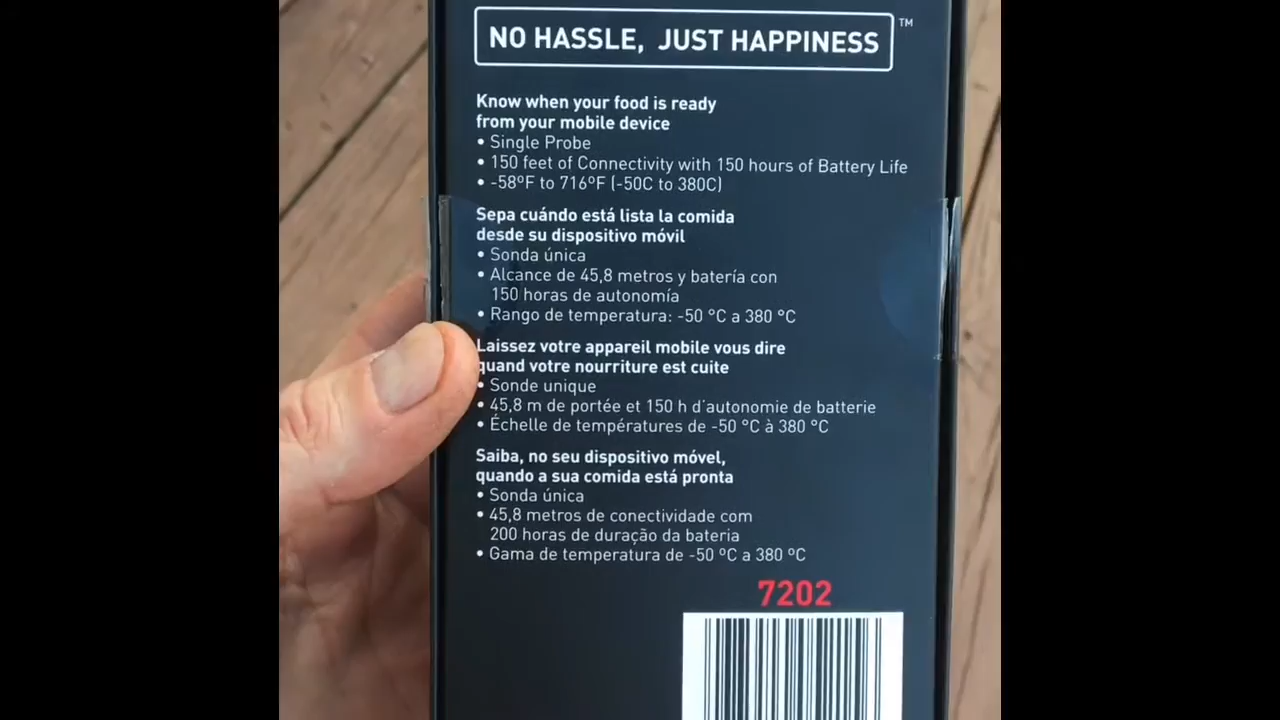 NO HASSLE, JUST HAPPINESS ™
Know when your food is ready
from your mobile device
• Single Probe
• 150 feet of Connectivity with 150 hours of Battery Life
• -58ºF to 716ºF (-50C to 380C)
Sepa cuándo está lista la comida
desde su dispositivo móvil
• Sonda única
• Alcance de 45,8 metros y batería con
150 horas de autonomía
• Rango de temperatura: -50 °C a 380 °C
Laissez votre appareil mobile vous dire
quand votre nourriture est cuite
• Sonde unique
• 45,8 m de portée et 150 h d'autonomie de batterie
• Échelle de températures de -50 °C à 380 °C
Saiba, no seu dispositivo móvel,
quando a sua comida está pronta
• Sonda única
• 45,8 metros de conectividade com
200 horas de duração da bateria
• Gama de temperatura de -50 ºC a 380 ºC
7202